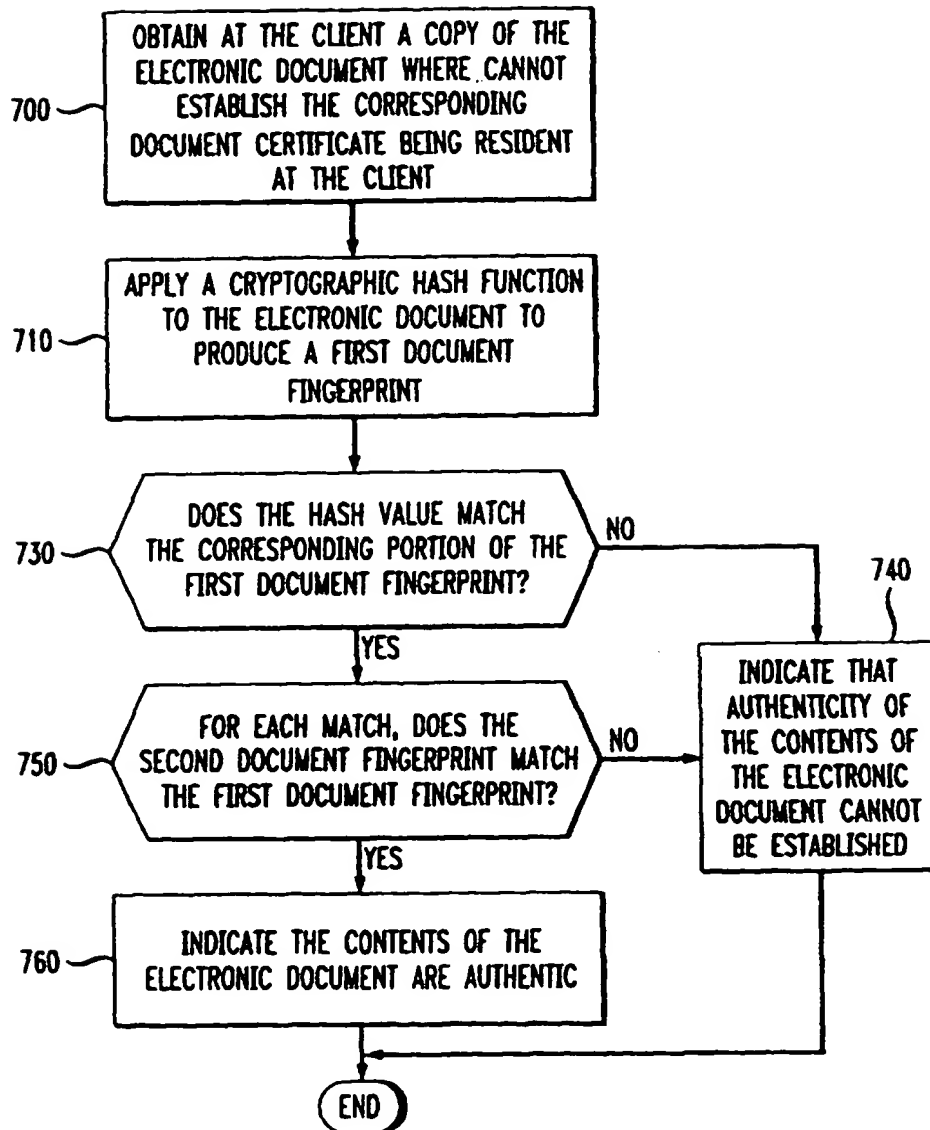 OBTAIN AT THE CLIENT A COPY OF THE
ELECTRONIC DOCUMENT WHERE CANNOT
ESTABLISH THE CORRESPONDING
DOCUMENT CERTIFICATE BEING RESIDENT
AT THE CLIENT
700
APPLY A CRYPTOGRAPHIC HASH FUNCTION
TO THE ELECTRONIC DOCUMENT TO
PRODUCE A FIRST DOCUMENT
FINGERPRINT
710
DOES THE HASH VALUE MATCH
THE CORRESPONDING PORTION OF THE
FIRST DOCUMENT FINGERPRINT?
730
NO
YES
740
INDICATE THAT
AUTHENTICITY OF
THE CONTENTS OF
THE ELECTRONIC
DOCUMENT CANNOT
BE ESTABLISHED
FOR EACH MATCH, DOES THE
SECOND DOCUMENT FINGERPRINT MATCH
THE FIRST DOCUMENT FINGERPRINT?
750
NO
YES
INDICATE THE CONTENTS OF THE
ELECTRONIC DOCUMENT ARE AUTHENTIC
760
END